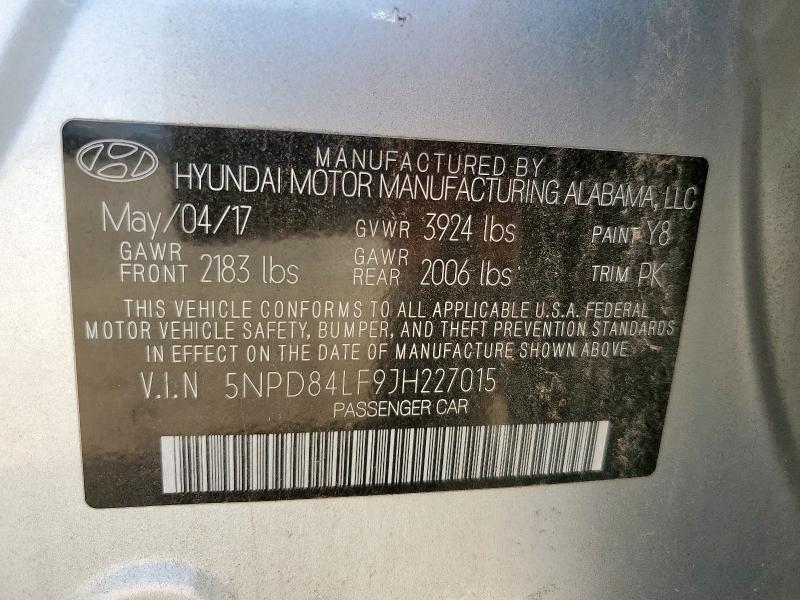 MANUFACTURED BY
HYUNDAI MOTOR MANUFACTURING ALABAMA, LLC
May/04/17 GVWR 3924 lbs PAINT Y8
GAWR FRONT 2183 lbs GAWR REAR 2006 lbs TRIM PK
THIS VEHICLE CONFORMS TO ALL APPLICABLE U.S.A. FEDERAL
MOTOR VEHICLE SAFETY, BUMPER, AND THEFT PREVENTION STANDARDS
IN EFFECT ON THE DATE OF MANUFACTURE SHOWN ABOVE.
V.I.N 5NPD84LF9JH227015
PASSENGER CAR